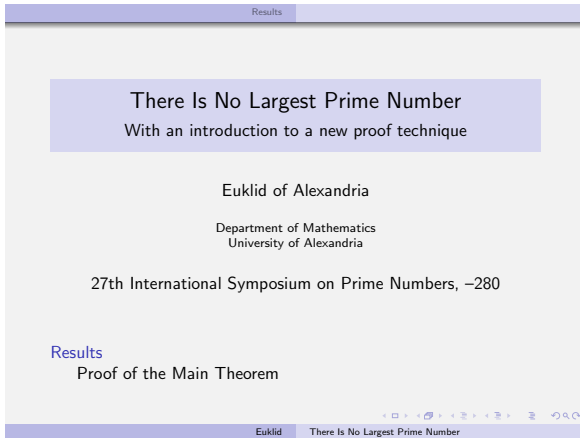 Results
There Is No Largest Prime Number
With an introduction to a new proof technique
Euklid of Alexandria
Department of Mathematics
University of Alexandria
27th International Symposium on Prime Numbers, –280
Results
Proof of the Main Theorem
Euklid There Is No Largest Prime Number